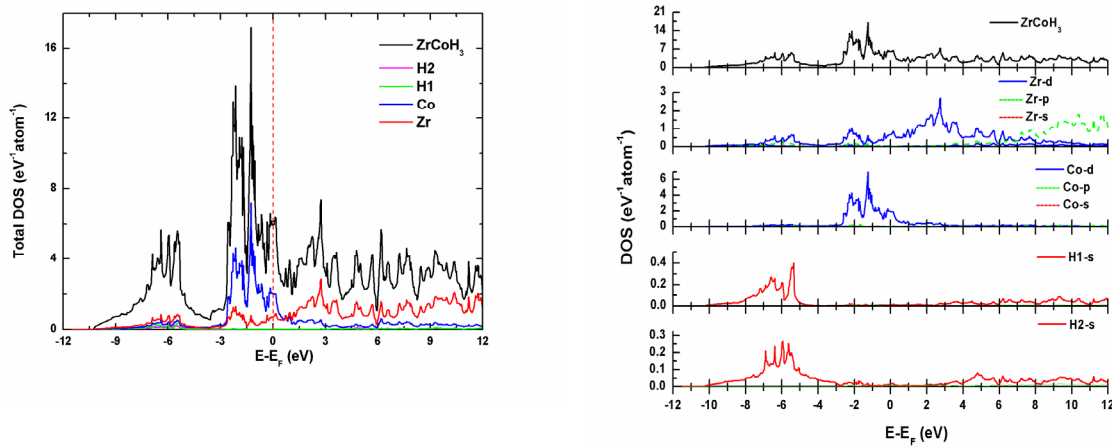 Total DOS (eV⁻¹atom⁻¹)
16
12
8
4
0
ZrCoH₃
H2
H1
Co
Zr
-12 -9 -6 -3 0 3 6 9 12
E-E_F (eV)
DOS (eV⁻¹atom⁻¹)
21
14
7
0
ZrCoH₃
3
2
1
0
Zr-d
Zr-p
Zr-s
6
4
2
0
Co-d
Co-p
Co-s
0.4
0.3
0.2
0.1
0.0
H1-s
0.3
0.2
0.1
0.0
H2-s
-12 -10 -8 -6 -4 -2 0 2 4 6 8 10 12
E-E_F (eV)